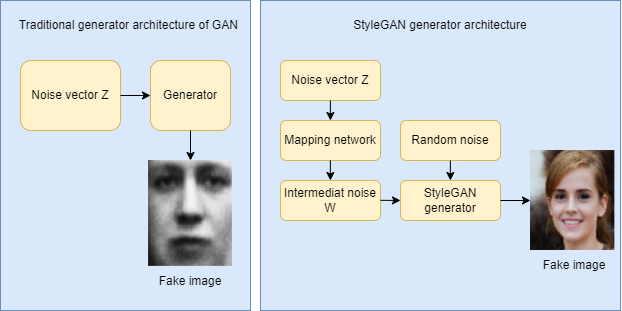 Traditional generator architecture of GAN
Noise vector Z
Generator
Fake image
StyleGAN generator architecture
Noise vector Z
Mapping network
Random noise
Intermediat noise
W
StyleGAN
generator
Fake image